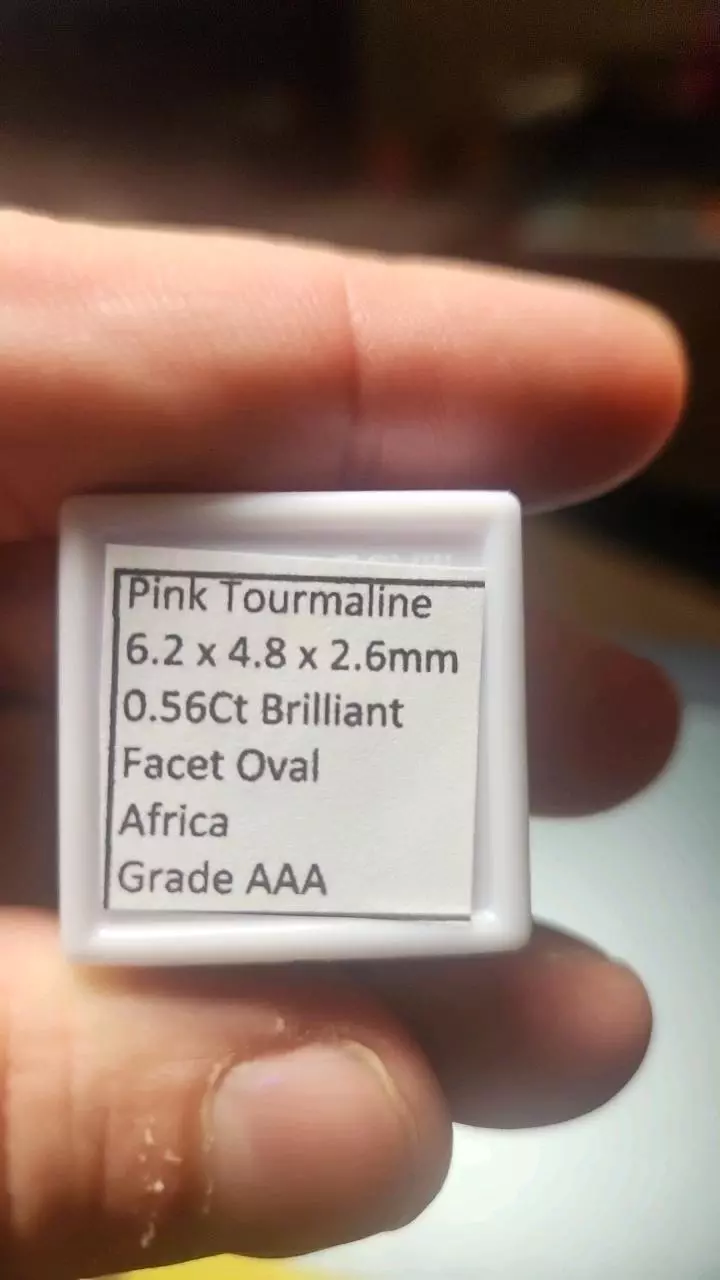 Pink Tourmaline
6.2 x 4.8 x 2.6mm
0.56Ct Brilliant
Facet Oval
Africa
Grade AAA